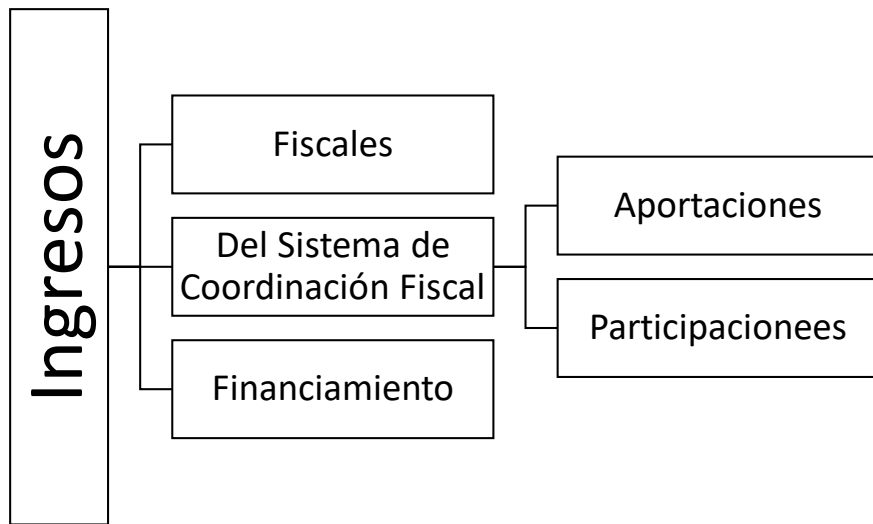 Ingresos
Fiscales
Del Sistema de
Coordinación Fiscal
Financiamiento
Aportaciones
Participacionees